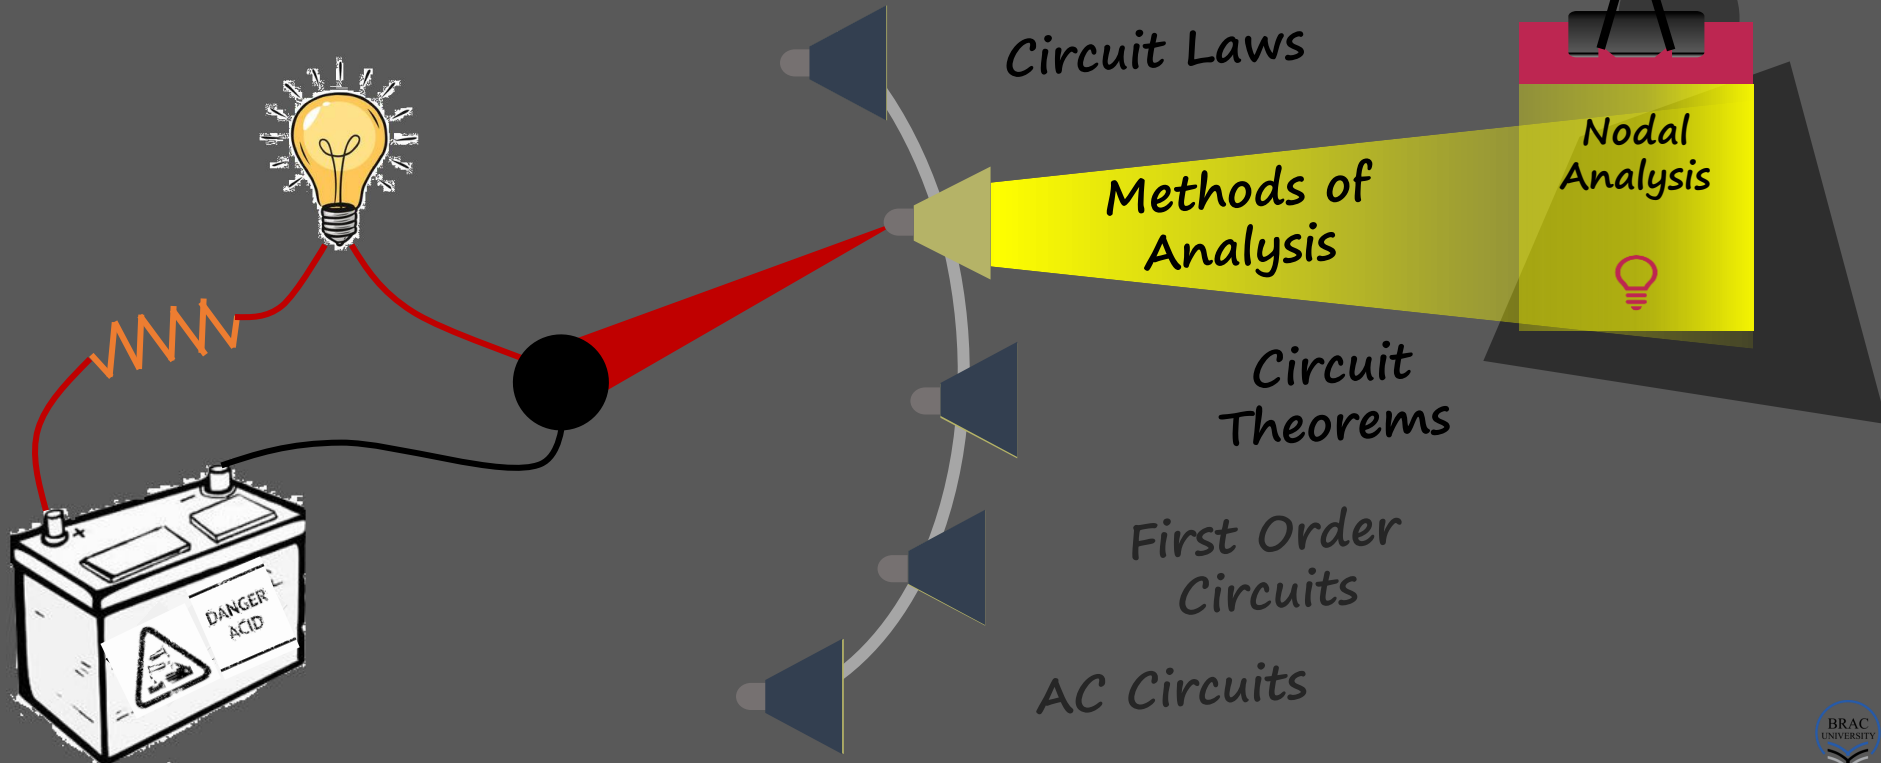 Circuit Laws
Methods of
Analysis
Nodal
Analysis
Circuit
Theorems
First Order
Circuits
AC Circuits
+
DANGER
ACID
BRAC
UNIVERSITY